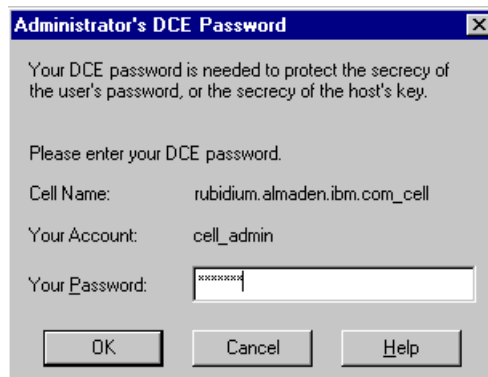 Administrator's DCE Password
Your DCE password is needed to protect the secrecy of
the user's password, or the secrecy of the host's key.
Please enter your DCE password.
Cell Name: rubidium.almaden.ibm.com_cell
Your Account: cell_admin
Your Password: *******
OK Cancel Help